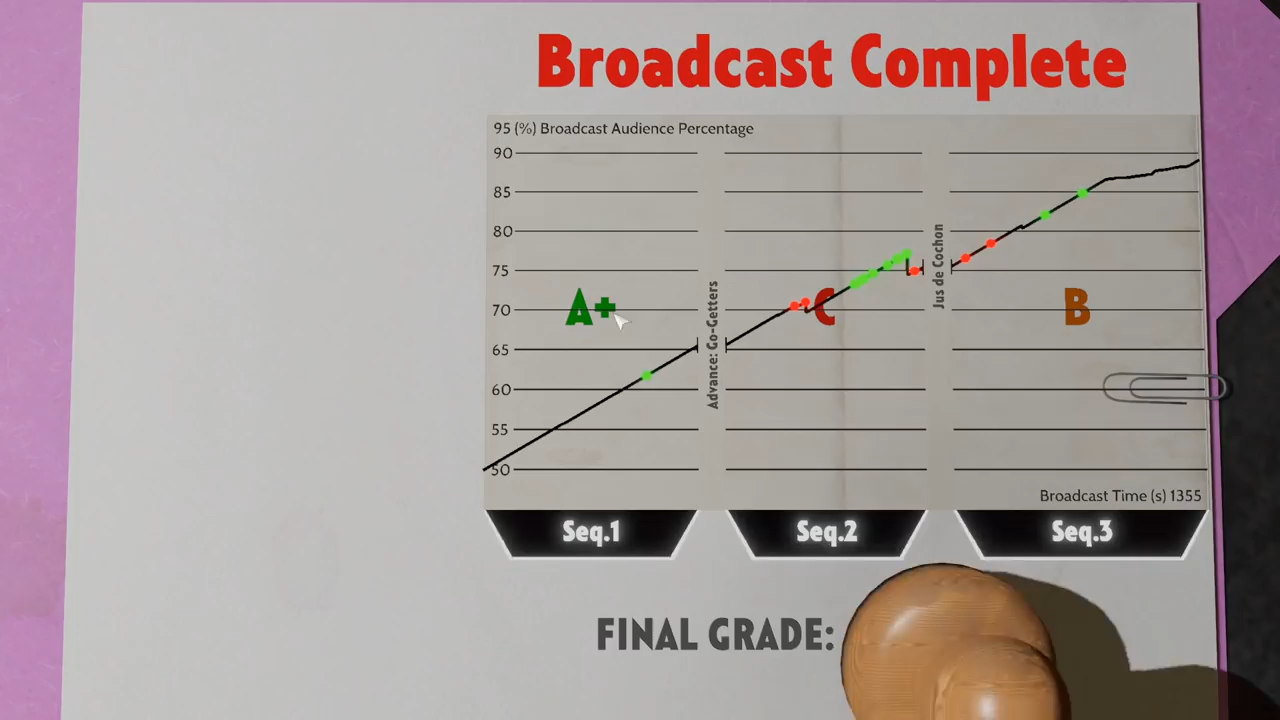 Broadcast Complete
95 (%) Broadcast Audience Percentage
90
85
80
75
70
65
60
55
50
A+
Advance: Go-Getters
C
Jus de Cochon
B
Broadcast Time (s) 1355
Seq.1
Seq.2
Seq.3
FINAL GRADE: